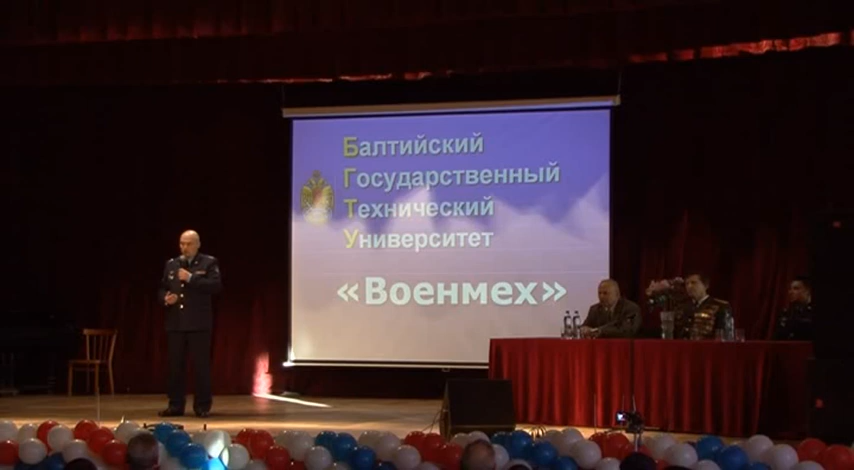 Балтийский
Государственный
Технический
Университет
«Военмех»